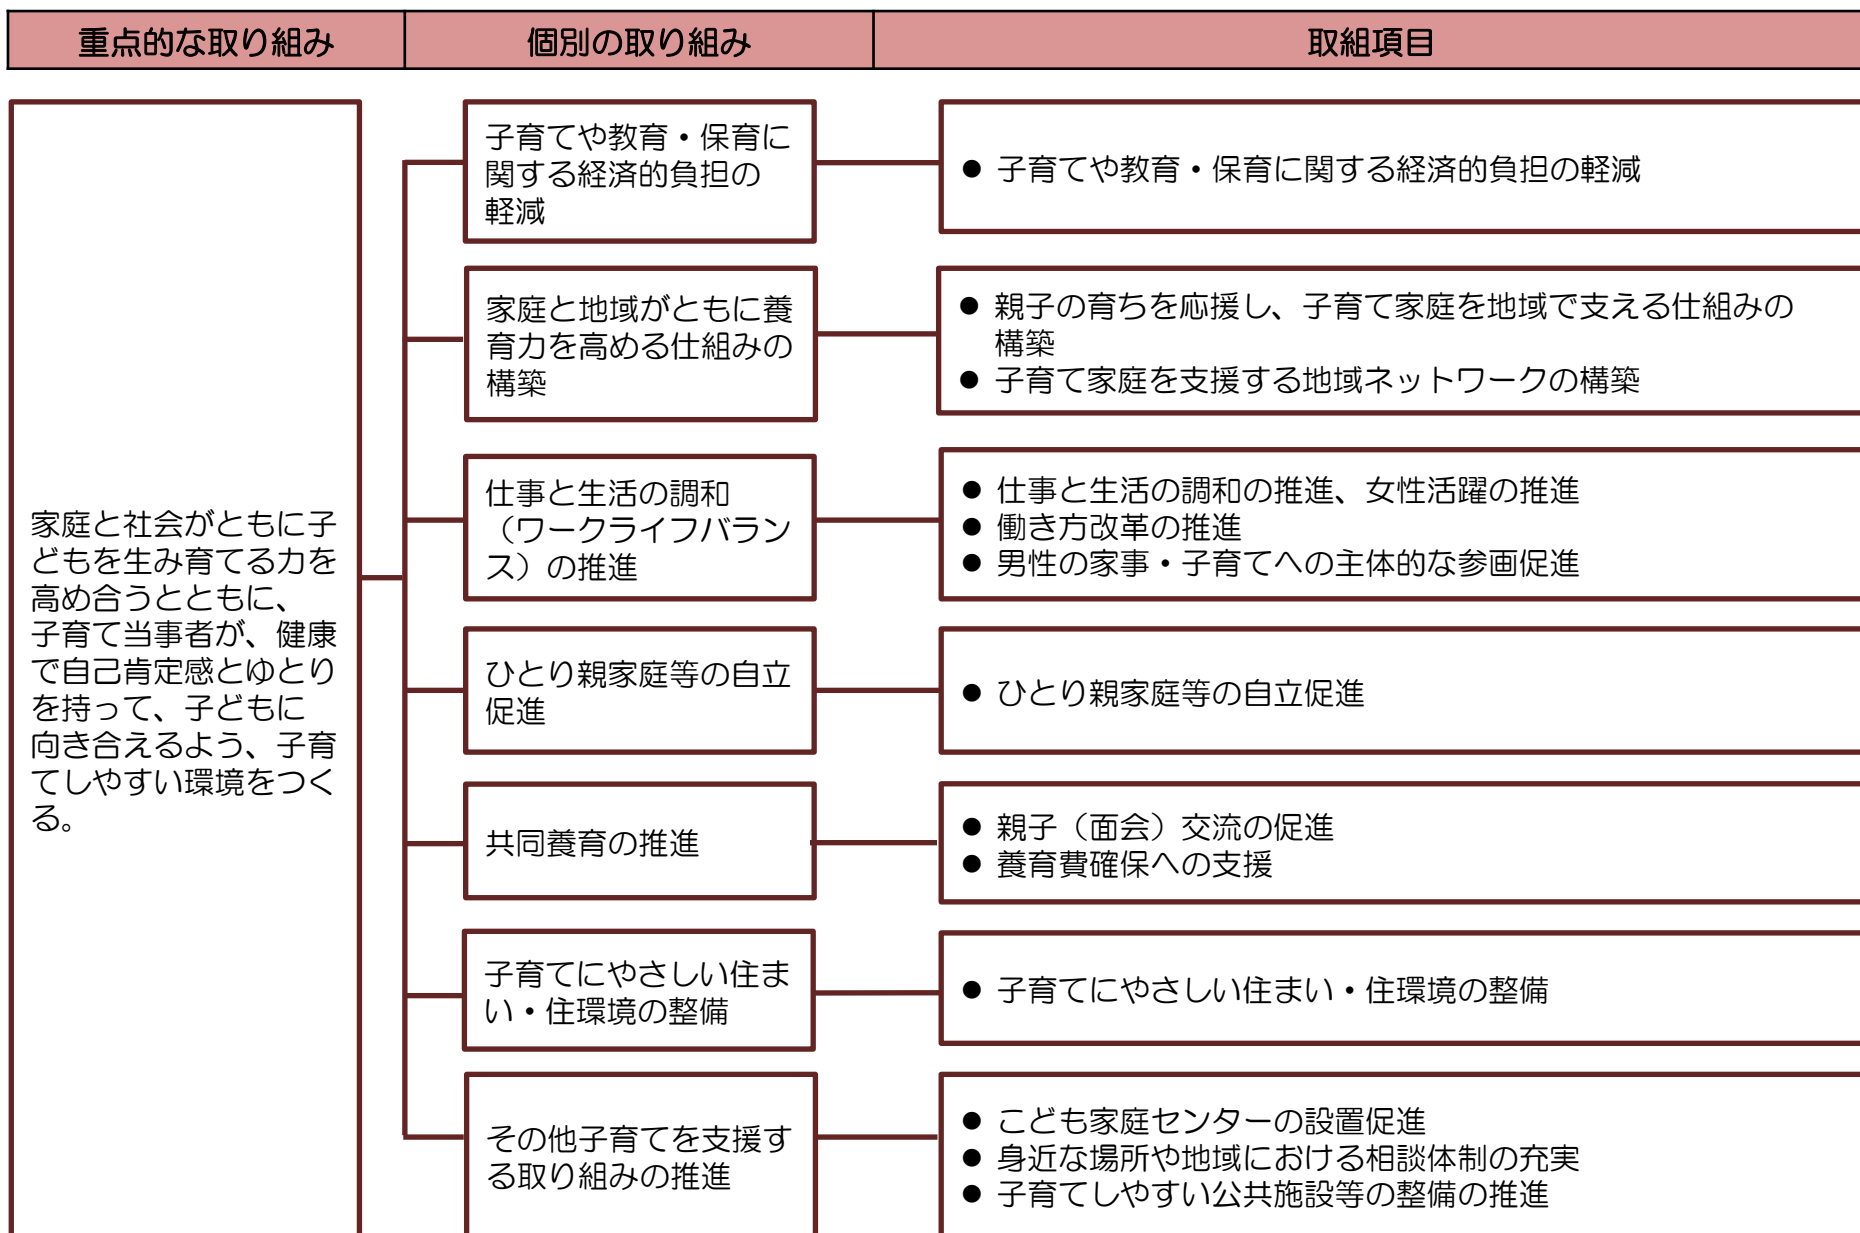 重点的な取り組み
個別の取り組み
取組項目
家庭と社会がともに子
どもを生み育てる力を
高め合うとともに、
子育て当事者が、健康
で自己肯定感とゆとり
を持って、子どもに
向き合えるよう、子育
てしやすい環境をつく
る。
子育てや教育・保育に
関する経済的負担の
軽減
● 子育てや教育・保育に関する経済的負担の軽減
家庭と地域がともに養
育力を高める仕組みの
構築
● 親子の育ちを応援し、子育て家庭を地域で支える仕組みの
構築
● 子育て家庭を支援する地域ネットワークの構築
仕事と生活の調和
（ワークライフバラン
ス）の推進
● 仕事と生活の調和の推進、女性活躍の推進
● 働き方改革の推進
● 男性の家事・子育てへの主体的な参画促進
ひとり親家庭等の自立
促進
● ひとり親家庭等の自立促進
共同養育の推進
● 親子（面会）交流の促進
● 養育費確保への支援
子育てにやさしい住ま
い・住環境の整備
● 子育てにやさしい住まい・住環境の整備
その他子育てを支援す
る取り組みの推進
● こども家庭センターの設置促進
● 身近な場所や地域における相談体制の充実
● 子育てしやすい公共施設等の整備の推進